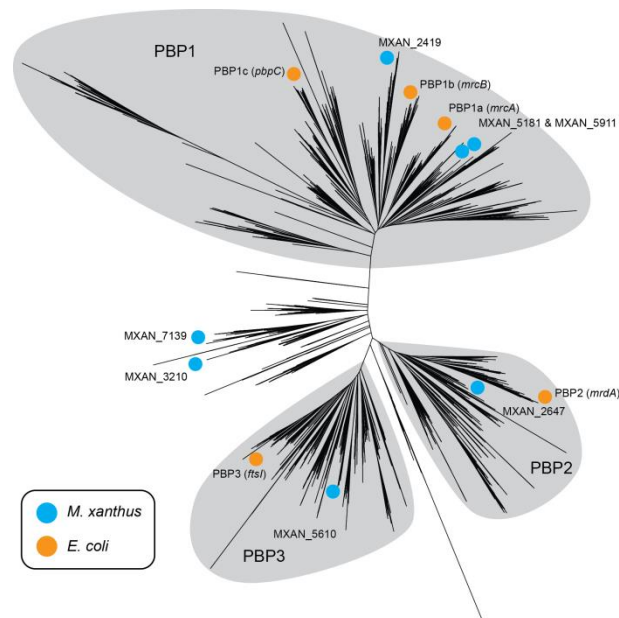 PBP1
MXAN_2419
PBP1c (pbpC)
PBP1b (mrcB)
PBP1a (mrcA)
MXAN_5181 & MXAN_5911
MXAN_7139
MXAN_3210
PBP2 (mrdA)
MXAN_2647
PBP2
PBP3 (ftsI)
MXAN_5610
PBP3
M. xanthus
E. coli